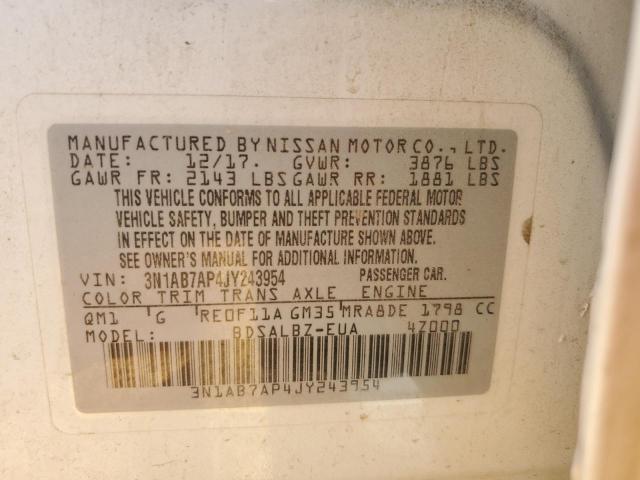 MANUFACTURED BY NISSAN MOTOR CO., LTD.
DATE: 12/17. GVWR: 3876 LBS
GAWR FR: 2143 LBS GAWR RR: 1881 LBS
THIS VEHICLE CONFORMS TO ALL APPLICABLE FEDERAL MOTOR
VEHICLE SAFETY, BUMPER AND THEFT PREVENTION STANDARDS
IN EFFECT ON THE DATE OF MANUFACTURE SHOWN ABOVE.
SEE OWNER'S MANUAL FOR ADDITIONAL INFORMATION.
VIN: 3N1AB7AP4JY243954 PASSENGER CAR.
COLOR TRIM TRANS AXLE ENGINE
QM1 G RE0F11A GM35 MRA8DE 1798 CC
MODEL: BDSALBZ-EUA 47000
3N1AB7AP4JY243954